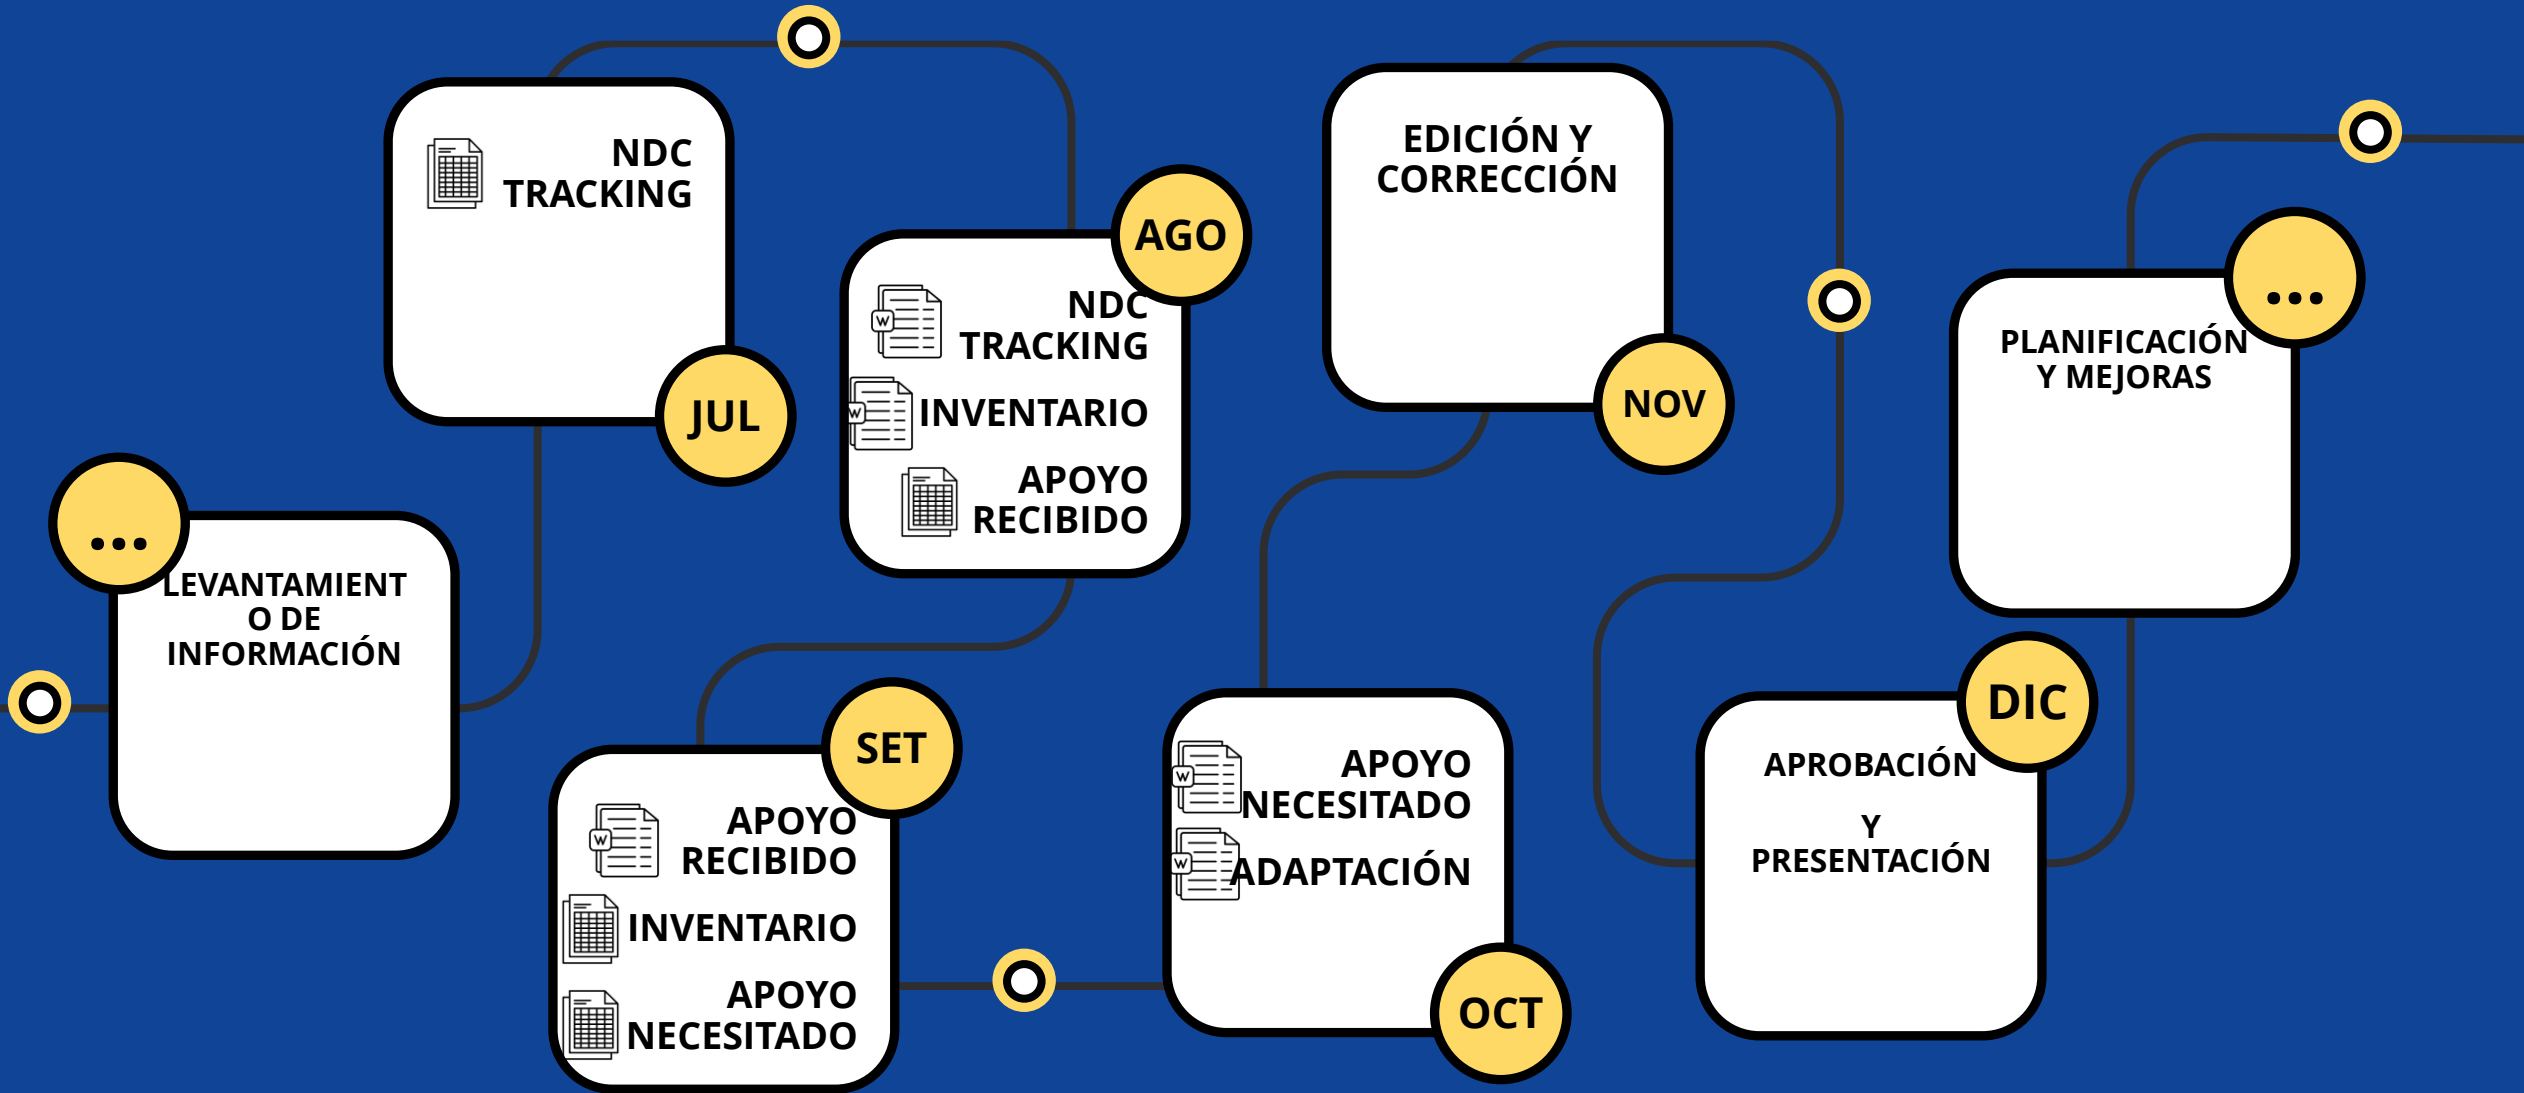 ...
LEVANTAMIENT
O DE
INFORMACIÓN
NDC
TRACKING
JUL
AGO
NDC
TRACKING
W
INVENTARIO
W
APOYO
RECIBIDO
SET
APOYO
RECIBIDO
W
INVENTARIO
APOYO
NECESITADO
APOYO
NECESITADO
W
ADAPTACIÓN
W
OCT
EDICIÓN Y
CORRECCIÓN
NOV
DIC
APROBACIÓN
Y
PRESENTACIÓN
...
PLANIFICACIÓN
Y MEJORAS